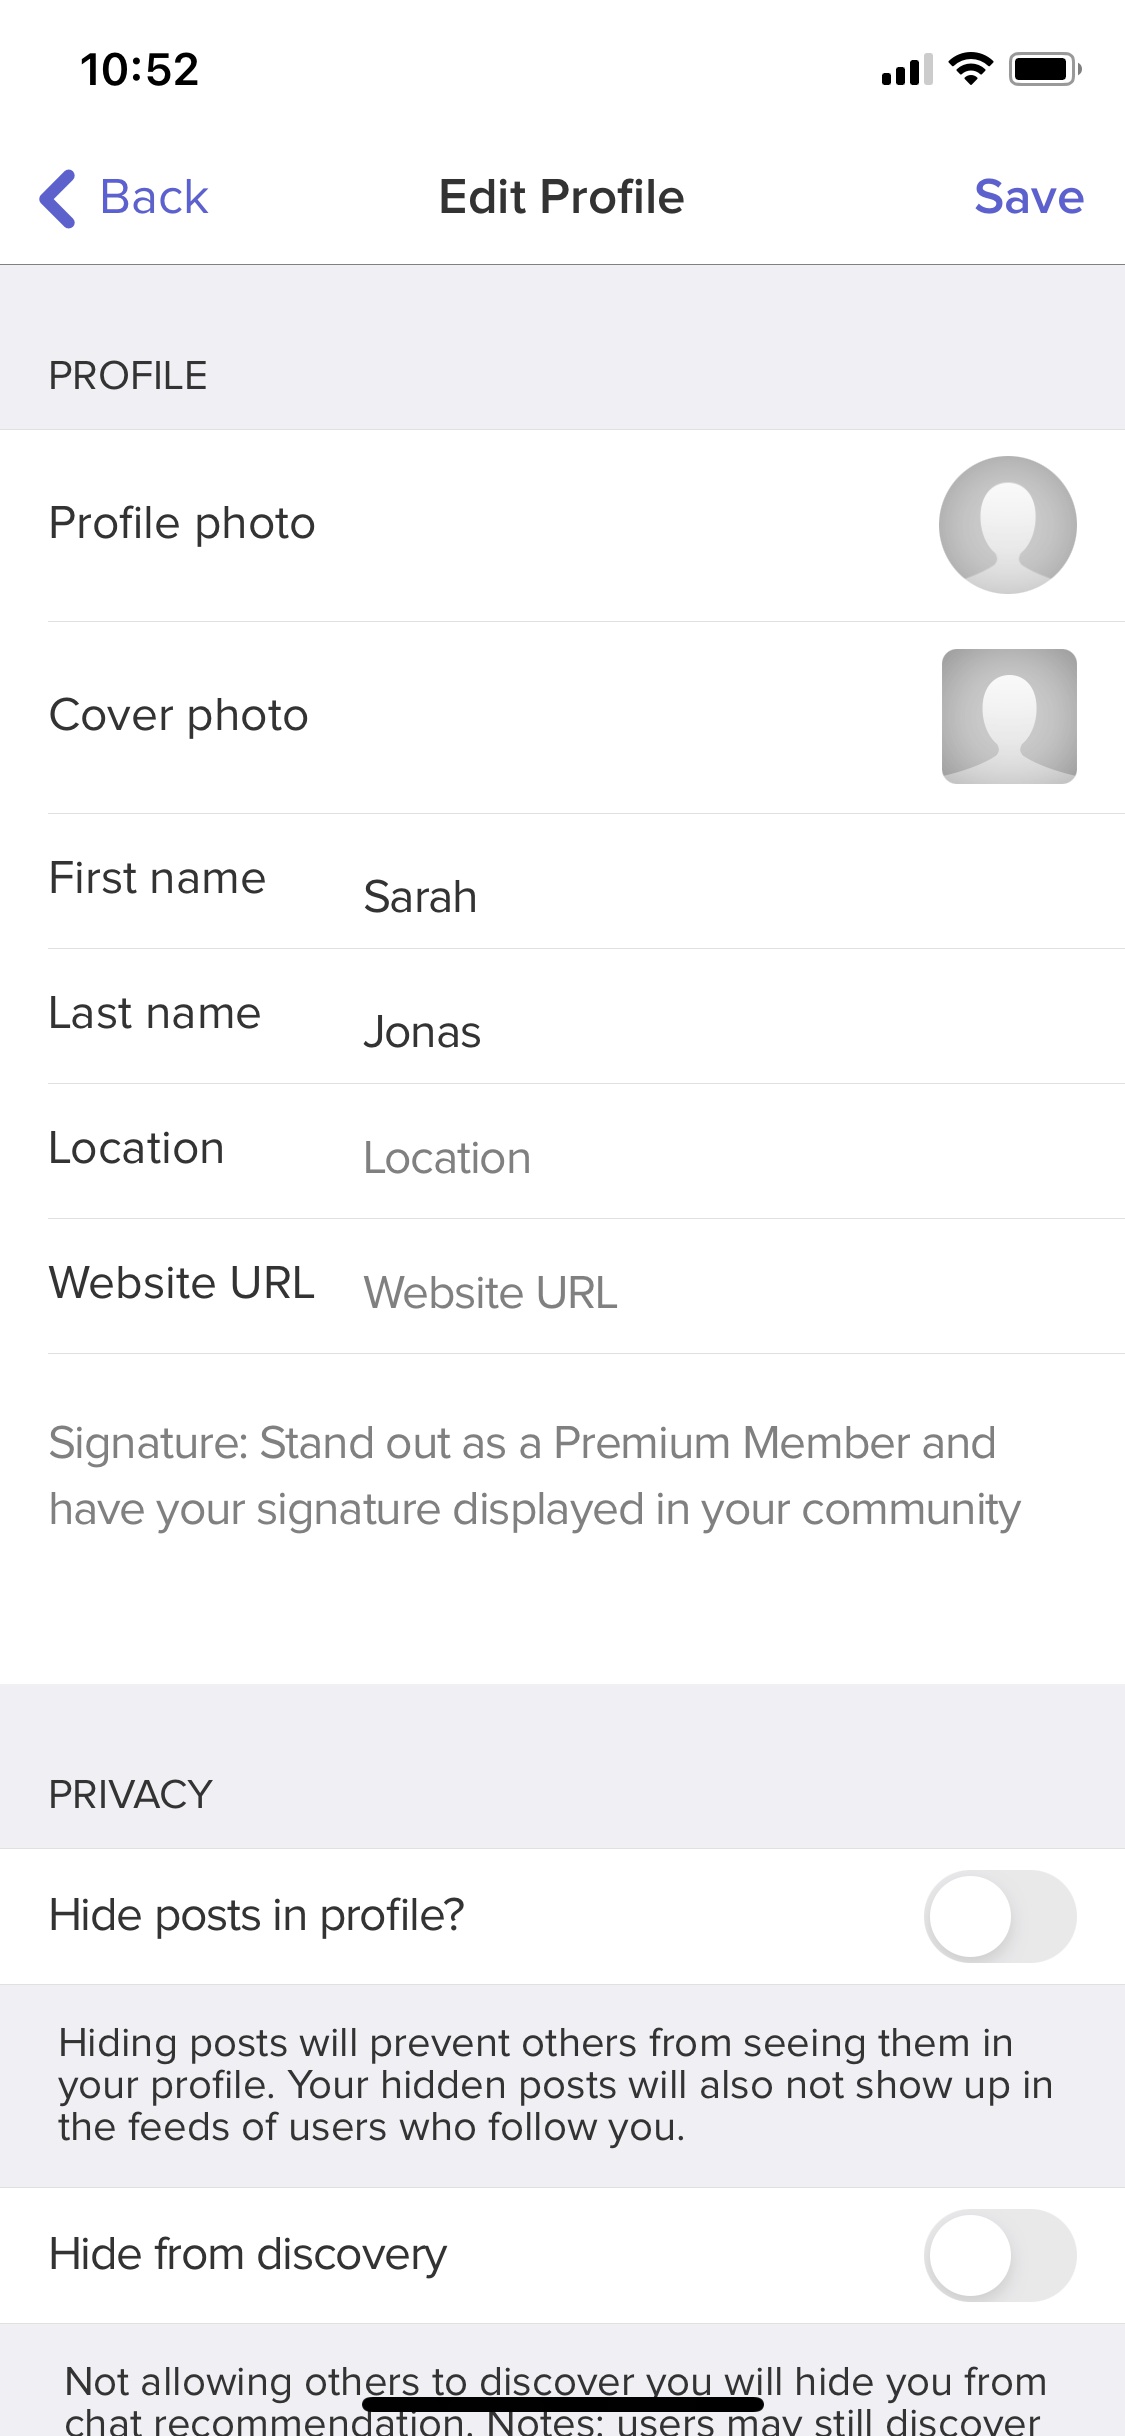 10:52
Back Edit Profile Save
PROFILE
Profile photo
Cover photo
First name Sarah
Last name Jonas
Location Location
Website URL Website URL
Signature: Stand out as a Premium Member and
have your signature displayed in your community
PRIVACY
Hide posts in profile?
Hiding posts will prevent others from seeing them in
your profile. Your hidden posts will also not show up in
the feeds of users who follow you.
Hide from discovery
Not allowing others to discover you will hide you from
chat recommendation. Notes: users may still discover